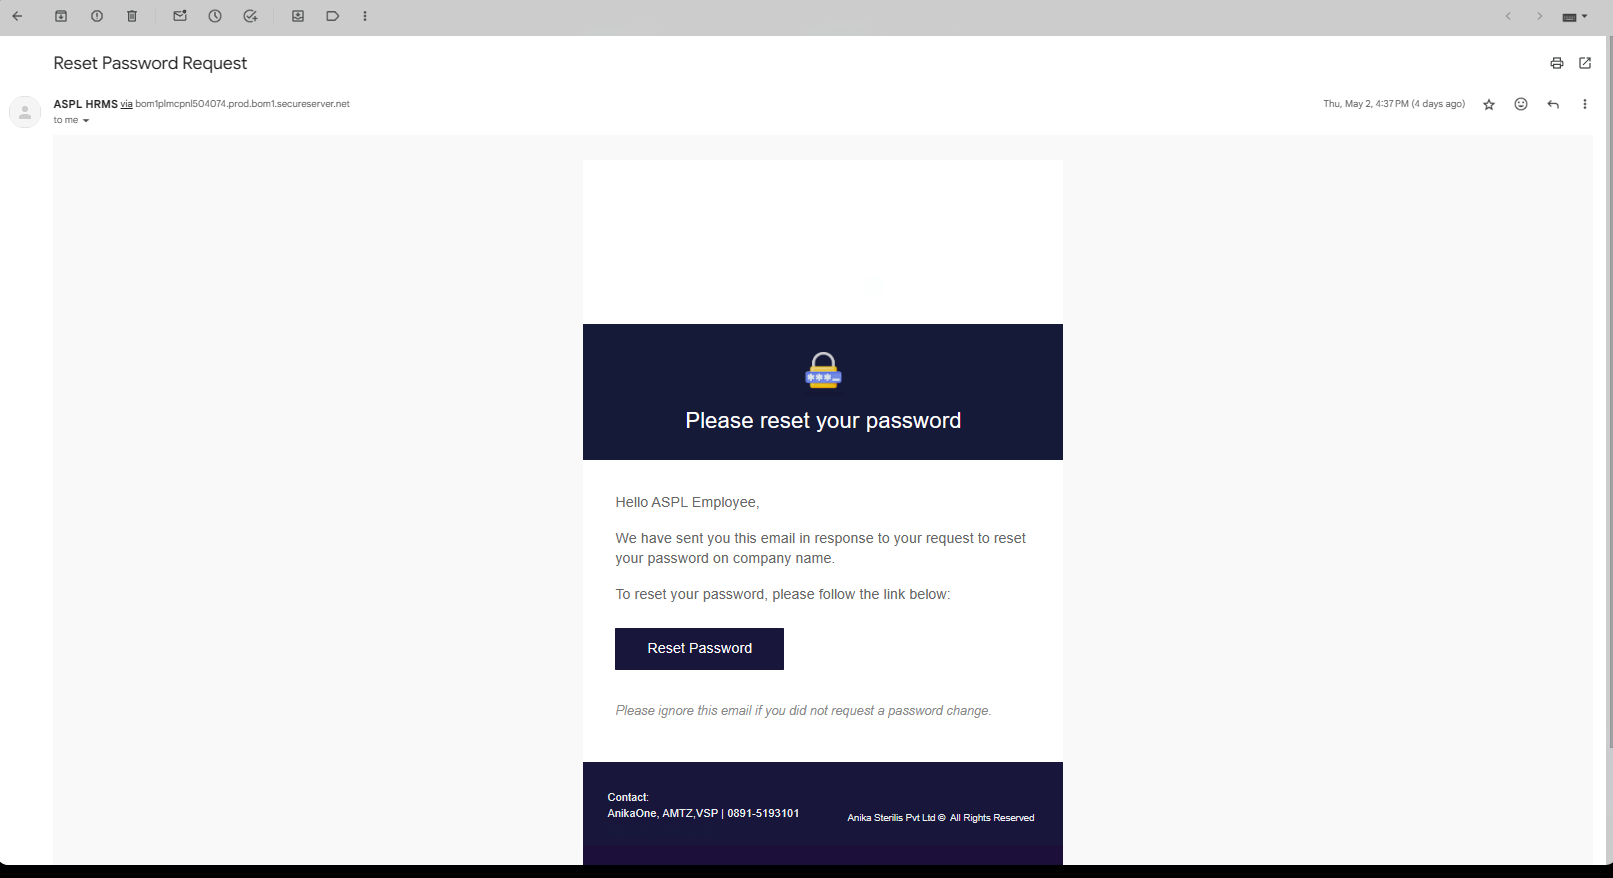 Reset Password Request
ASPL HRMS via bom1plmcpnl504074.prod.bom1.secureserver.net
Thu, May 2, 4:37 PM (4 days ago)
to me
***_
Please reset your password
Hello ASPL Employee,
We have sent you this email in response to your request to reset
your password on company name.
To reset your password, please follow the link below:
Reset Password
Please ignore this email if you did not request a password change.
Contact:
AnikaOne, AMTZ,VSP | 0891-5193101
Anika Sterilis Pvt Ltd © All Rights Reserved